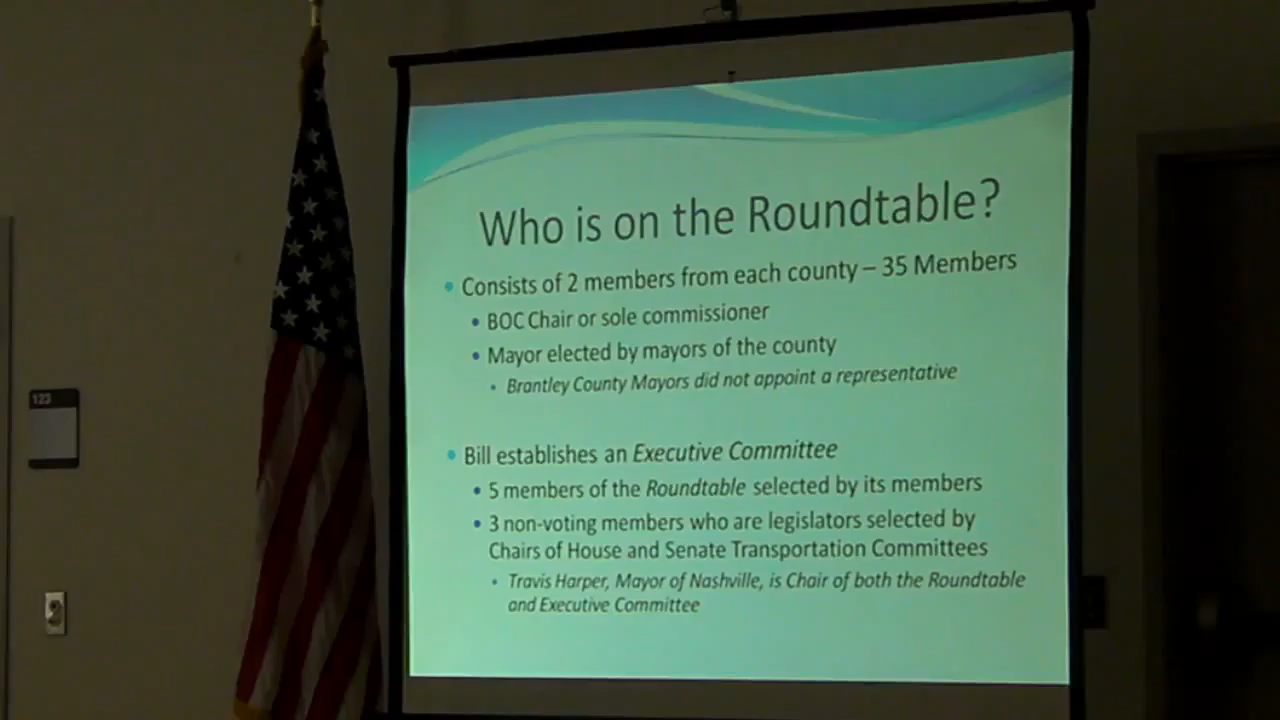 123
Who is on the Roundtable?
• Consists of 2 members from each county – 35 Members
• BOC Chair or sole commissioner
• Mayor elected by mayors of the county
• Brantley County Mayors did not appoint a representative
• Bill establishes an Executive Committee
• 5 members of the Roundtable selected by its members
• 3 non-voting members who are legislators selected by
Chairs of House and Senate Transportation Committees
• Travis Harper, Mayor of Nashville, is Chair of both the Roundtable
and Executive Committee